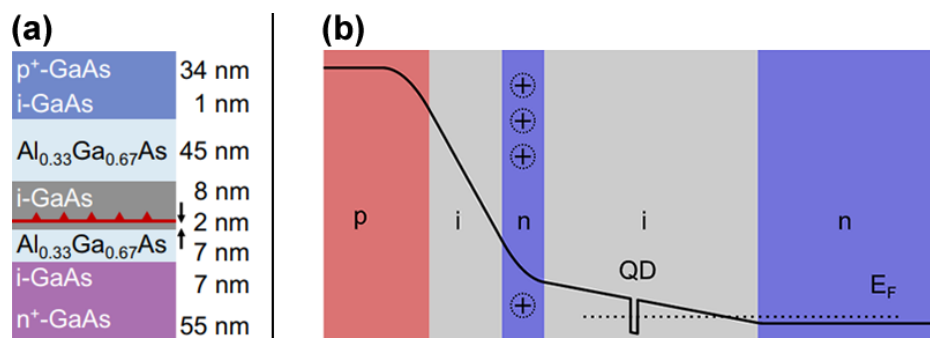 (a)
p⁺-GaAs 34 nm
i-GaAs 1 nm
Al₀.₃₃Ga₀.₆₇As 45 nm
i-GaAs 8 nm
2 nm
Al₀.₃₃Ga₀.₆₇As 7 nm
i-GaAs 7 nm
n⁺-GaAs 55 nm
(b)
p i n i n
QD
E_F